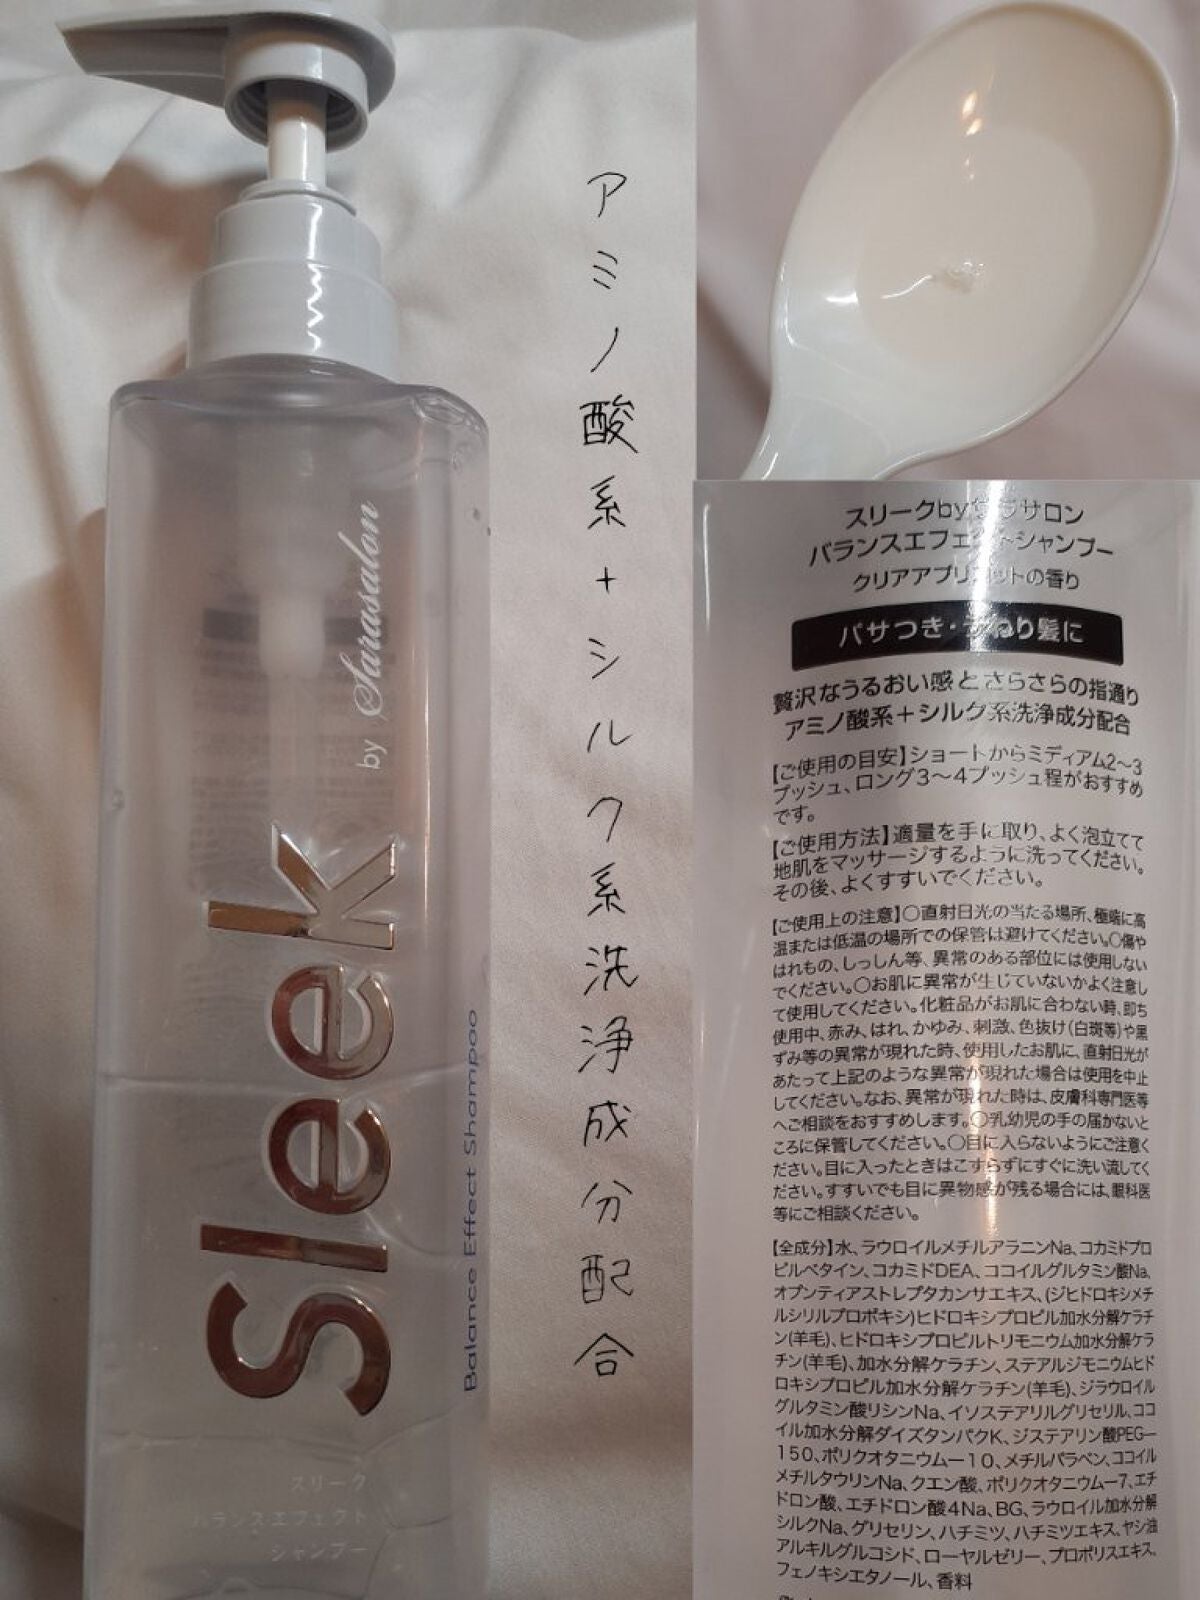 Sleek by Sarasalon
Balance Effect Shampoo
スリーク
バランスエフェクト
シャンプー
アミノ酸系+シルク系洗浄成分配合
スリークbyサラサロン
バランスエフェクトシャンプー
クリアアプリコットの香り
パサつき・うねり髪に
贅沢なうるおい感とさらさらの指通り
アミノ酸系+シルク系洗浄成分配合
【ご使用の目安】ショートからミディアム2〜3
プッシュ、ロング3〜4プッシュ程がおすすめ
です。
【ご使用方法】適量を手に取り、よく泡立てて
地肌をマッサージするように洗ってください。
その後、よくすすいでください。
【ご使用上の注意】〇直射日光の当たる場所、極端に高
温または低温の場所での保管は避けてください。〇傷や
はれもの、しっしん等、異常のある部位には使用しない
でください。〇お肌に異常が生じていないかよく注意し
て使用してください。化粧品がお肌に合わない時、即ち
使用中、赤み、はれ、かゆみ、刺激、色抜け(白斑等)や黒
ずみ等の異常が現れた時、使用したお肌に、直射日光が
あたって上記のような異常が現れた場合は使用を中止
してください。なお、異常が現れた時は、皮膚科専門医等
へご相談をおすすめします。〇乳幼児の手の届かないと
ころに保管してください。〇目に入らないようにご注意く
ださい。目に入ったときはこすらずにすぐに洗い流してく
ださい。すすいでも目に異物感が残る場合には、眼科医
等にご相談ください。
【全成分】水、ラウロイルメチルアラニンNa、コカミドプロ
ピルベタイン、コカミドDEA、ココイルグルタミン酸Na、
オプンティアストレプタカンサエキス、(ジヒドロキシメチ
ルシリルプロポキシ)ヒドロキシプロピル加水分解ケラチ
ン(羊毛)、ヒドロキシプロピルトリモニウム加水分解ケラ
チン(羊毛)、加水分解ケラチン、ステアルジモニウムヒド
ロキシプロピル加水分解ケラチン(羊毛)、ジラウロイル
グルタミン酸リシンNa、イソステアリルグリセリル、ココ
イル加水分解ダイズタンパクK、ジステアリン酸PEG-
150、ポリクオタニウム-10、メチルパラベン、ココイル
メチルタウリンNa、クエン酸、ポリクオタニウム-7、エチ
ドロン酸、エチドロン酸4Na、BG、ラウロイル加水分解
シルクNa、グリセリン、ハチミツ、ハチミツエキス、ヤシ油
アルキルグルコシド、ローヤルゼリー、プロポリスエキス、
フェノキシエタノール、香料